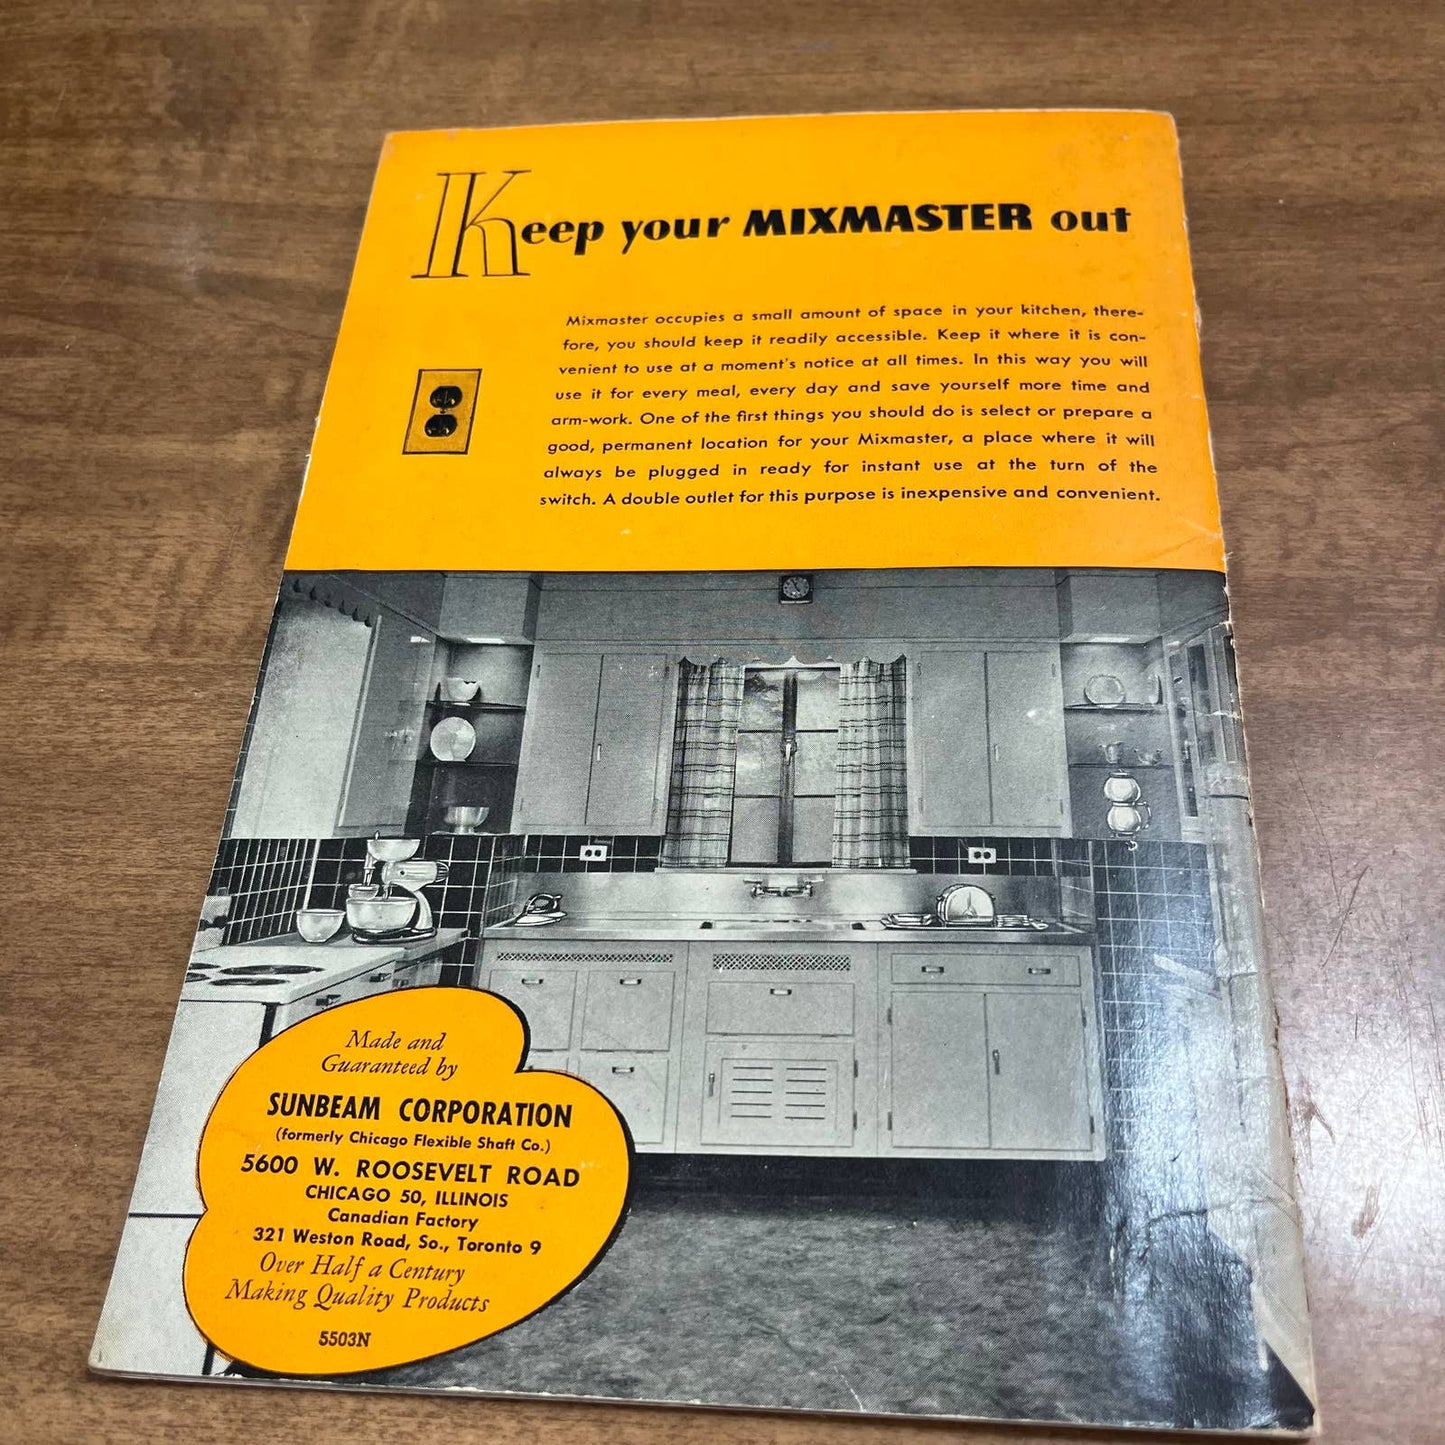 Keep your MIXMASTER out
Mixmaster occupies a small amount of space in your kitchen, there-
fore, you should keep it readily accessible. Keep it where it is con-
venient to use at a moment's notice at all times. In this way you will
use it for every meal, every day and save yourself more time and
arm-work. One of the first things you should do is select or prepare a
good, permanent location for your Mixmaster, a place where it will
always be plugged in ready for instant use at the turn of the
switch. A double outlet for this purpose is inexpensive and convenient.
Made and
Guaranteed by
SUNBEAM CORPORATION
(formerly Chicago Flexible Shaft Co.)
5600 W. ROOSEVELT ROAD
CHICAGO 50, ILLINOIS
Canadian Factory
321 Weston Road, So., Toronto 9
Over Half a Century
Making Quality Products
5503N